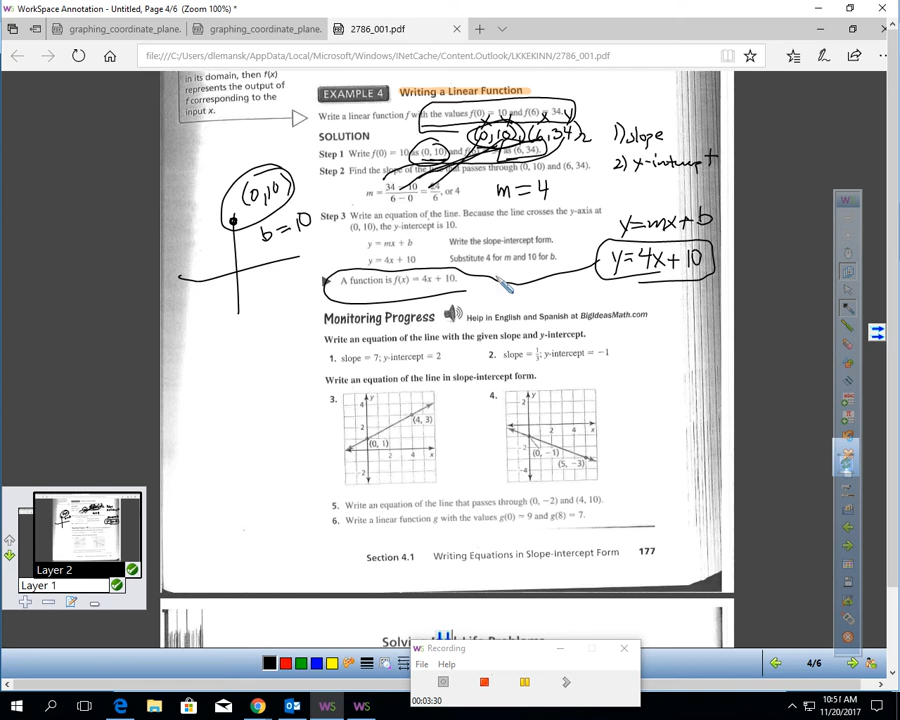 WorkSpace Annotation - Untitled, Page 4/6 (Zoom 100%) *
graphing_coordinate_plane.
graphing_coordinate_plane.
2786_001.pdf
file:///C:/Users/dlemansk/AppData/Local/Microsoft/Windows/INetCache/Content.Outlook/LKKEKINN/2786_001.pdf
in its domain, then f(x)
represents the output of
f corresponding to the
input x.
EXAMPLE 4 Writing a Linear Function
Write a linear function f with the values f(0) = 10 and f(6) = 34.
x y x y
SOLUTION
(0,10) (6,34)
1) slope
2) x-intercept
Step 1 Write f(0) = 10 as (0, 10) and as (6, 34).
Step 2 Find the slope of the line that passes through (0, 10) and (6, 34).
m = 34 − 10 / 6 − 0 = 24 / 6, or 4
m = 4
(0,10)
b = 10
Step 3 Write an equation of the line. Because the line crosses the y-axis at
(0, 10), the y-intercept is 10.
y = mx + b Write the slope-intercept form.
y = 4x + 10 Substitute 4 for m and 10 for b.
y=mx+b
y=4x+10
A function is f(x) = 4x + 10.
Monitoring Progress Help in English and Spanish at BigIdeasMath.com
Write an equation of the line with the given slope and y-intercept.
1. slope = 7; y-intercept = 2 2. slope = 1/3; y-intercept = −1
Write an equation of the line in slope-intercept form.
3. 4 y 2 (4, 3) (0, 1) 2 4 x −2
4. 2 y 2 4 x (0, −1) (5, −3) −4
5. Write an equation of the line that passes through (0, −2) and (4, 10).
6. Write a linear function g with the values g(0) = 9 and g(8) = 7.
Section 4.1 Writing Equations in Slope-Intercept Form 177
Layer 2
Layer 1
Recording
File Help
00:03:30
4/6
10:51 AM
11/20/2017